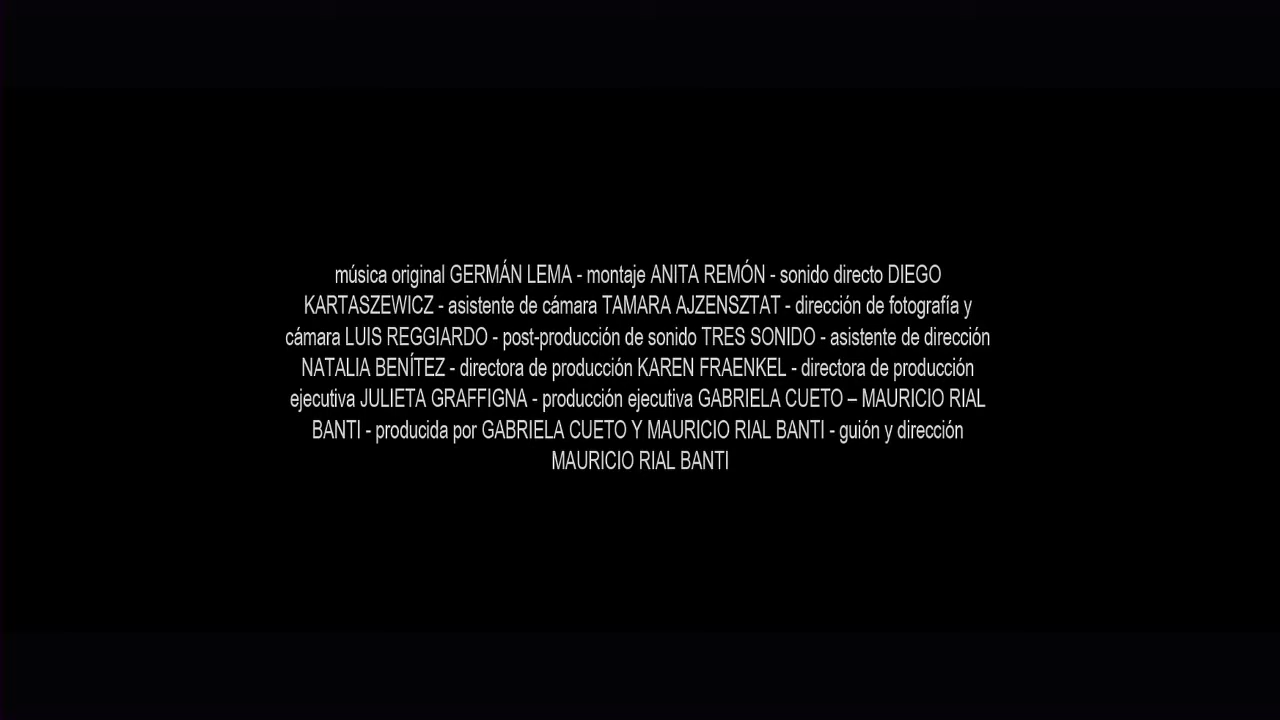 música original GERMÁN LEMA - montaje ANITA REMÓN - sonido directo DIEGO
KARTASZEWICZ - asistente de cámara TAMARA AJZENSZTAT - dirección de fotografía y
cámara LUIS REGGIARDO - post-producción de sonido TRES SONIDO - asistente de dirección
NATALIA BENÍTEZ - directora de producción KAREN FRAENKEL - directora de producción
ejecutiva JULIETA GRAFFIGNA - producción ejecutiva GABRIELA CUETO – MAURICIO RIAL
BANTI - producida por GABRIELA CUETO Y MAURICIO RIAL BANTI - guión y dirección
MAURICIO RIAL BANTI